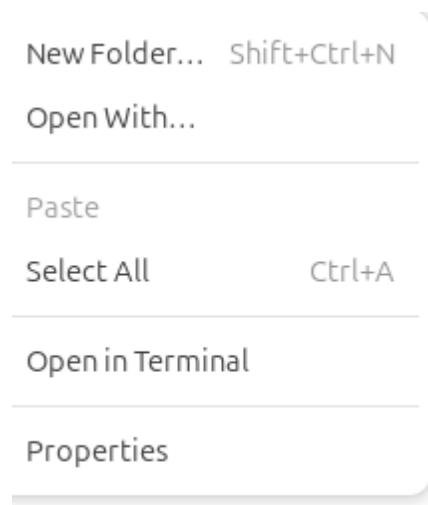 New Folder… Shift+Ctrl+N
Open With…
Paste
Select All Ctrl+A
Open in Terminal
Properties